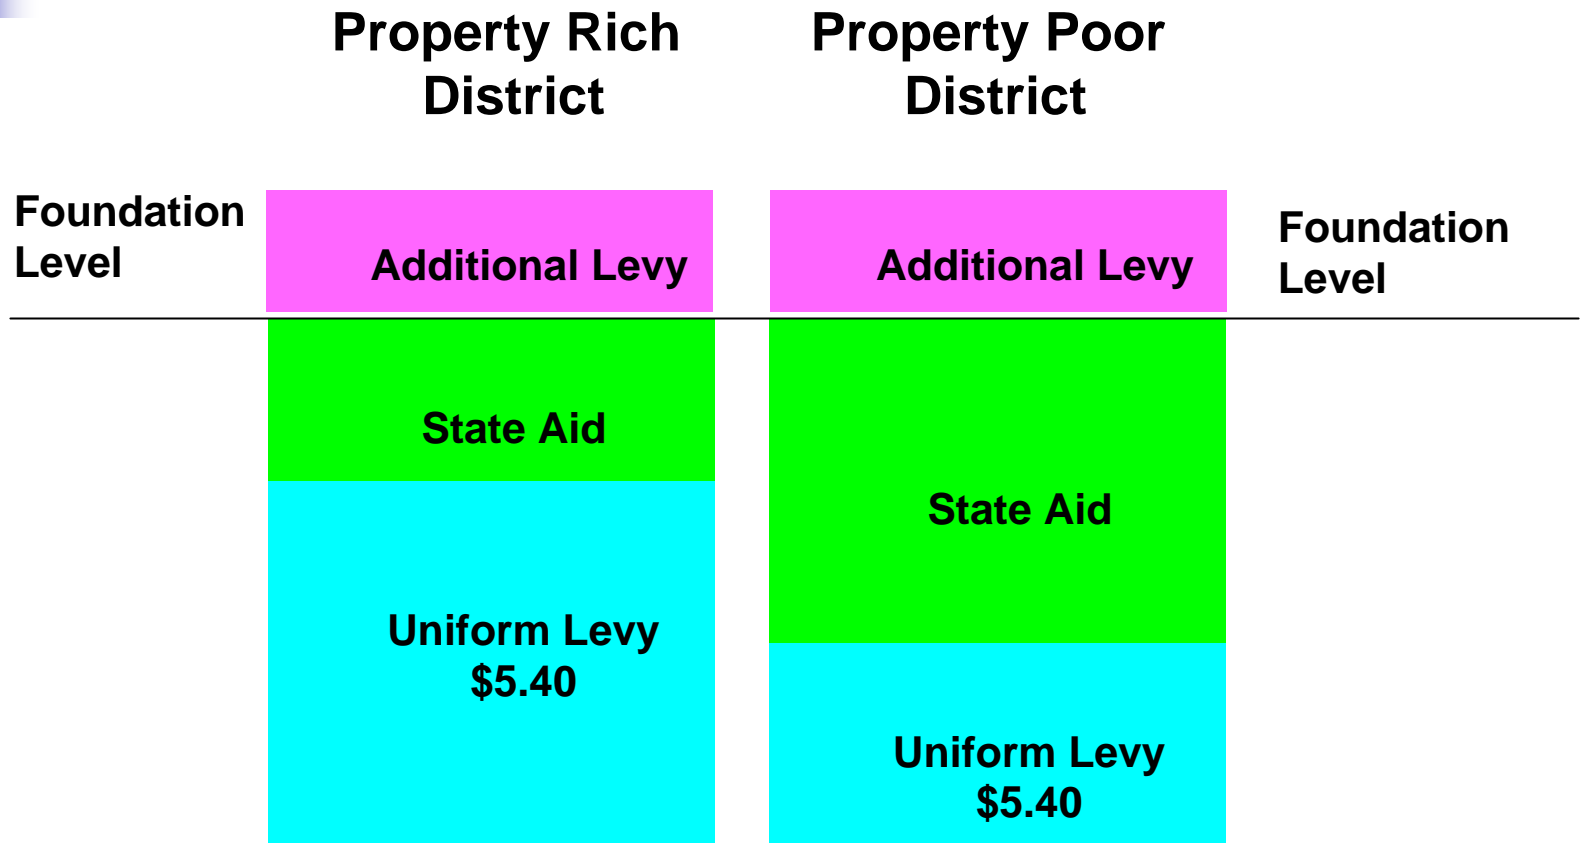 Property Rich
District
Property Poor
District
Foundation
Level
Additional Levy
Additional Levy
Foundation
Level
State Aid
State Aid
Uniform Levy
$5.40
Uniform Levy
$5.40